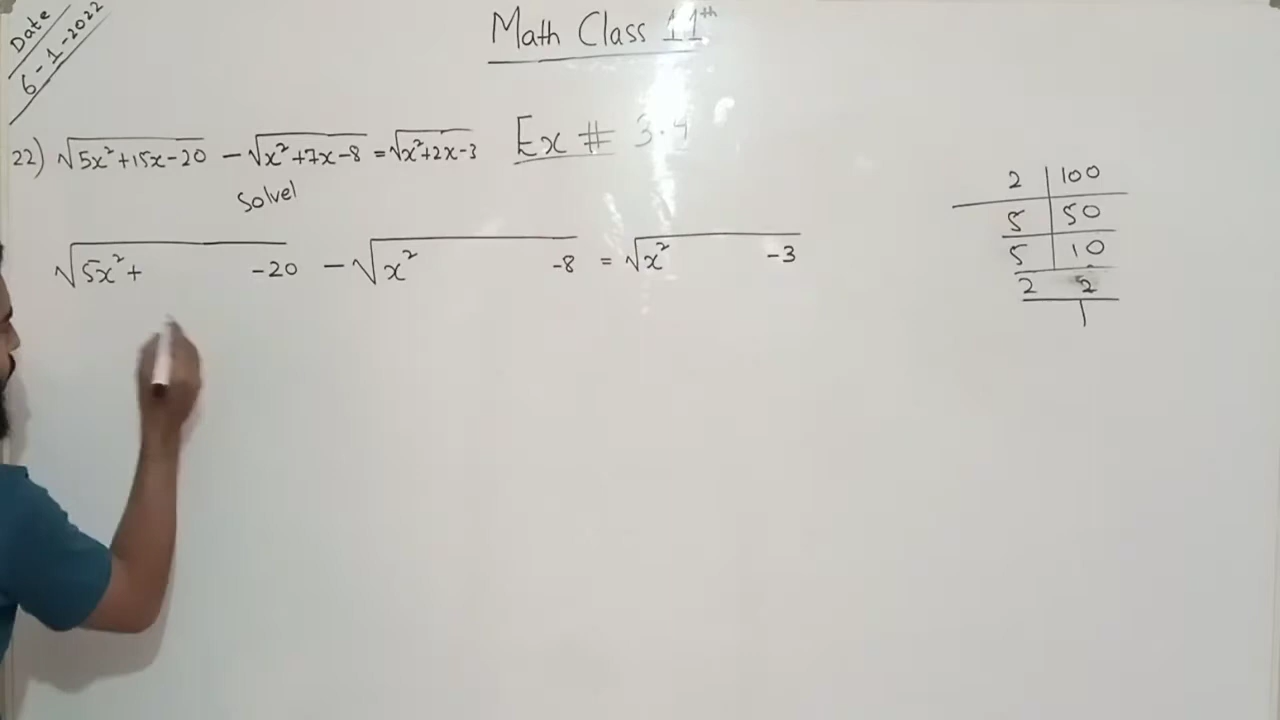 Date
6-1-2022
Math Class 11th
Ex # 3.4
22) √5x²+15x-20 - √x²+7x-8 = √x²+2x-3
Solve
√5x²+ -20 - √x² -8 = √x² -3
2 | 100
5 | 50
5 | 10
2 2
1